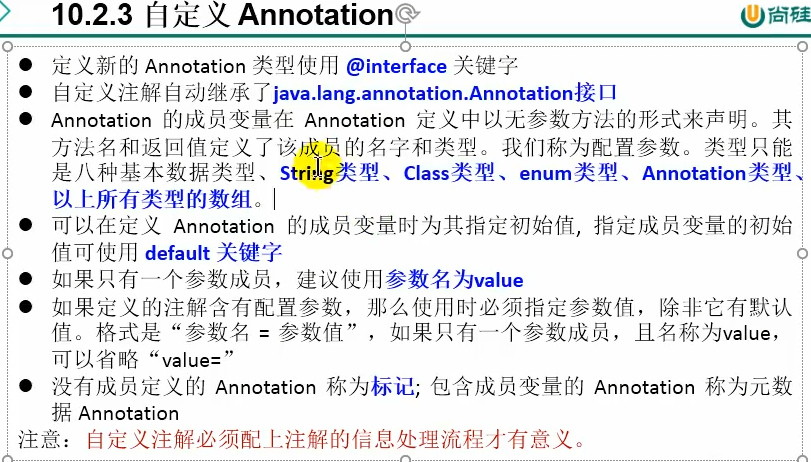 10.2.3 自定义 Annotation
尚硅
● 定义新的 Annotation 类型使用 @interface 关键字
● 自定义注解自动继承了java.lang.annotation.Annotation接口
● Annotation 的成员变量在 Annotation 定义中以无参数方法的形式来声明。其
方法名和返回值定义了该成员的名字和类型。我们称为配置参数。类型只能
是八种基本数据类型、String类型、Class类型、enum类型、Annotation类型、
以上所有类型的数组。
● 可以在定义 Annotation 的成员变量时为其指定初始值, 指定成员变量的初始
值可使用 default 关键字
● 如果只有一个参数成员，建议使用参数名为value
● 如果定义的注解含有配置参数，那么使用时必须指定参数值，除非它有默认
值。格式是“参数名 = 参数值”，如果只有一个参数成员，且名称为value，
可以省略“value=”
● 没有成员定义的 Annotation 称为标记; 包含成员变量的 Annotation 称为元数
据 Annotation
注意：自定义注解必须配上注解的信息处理流程才有意义。